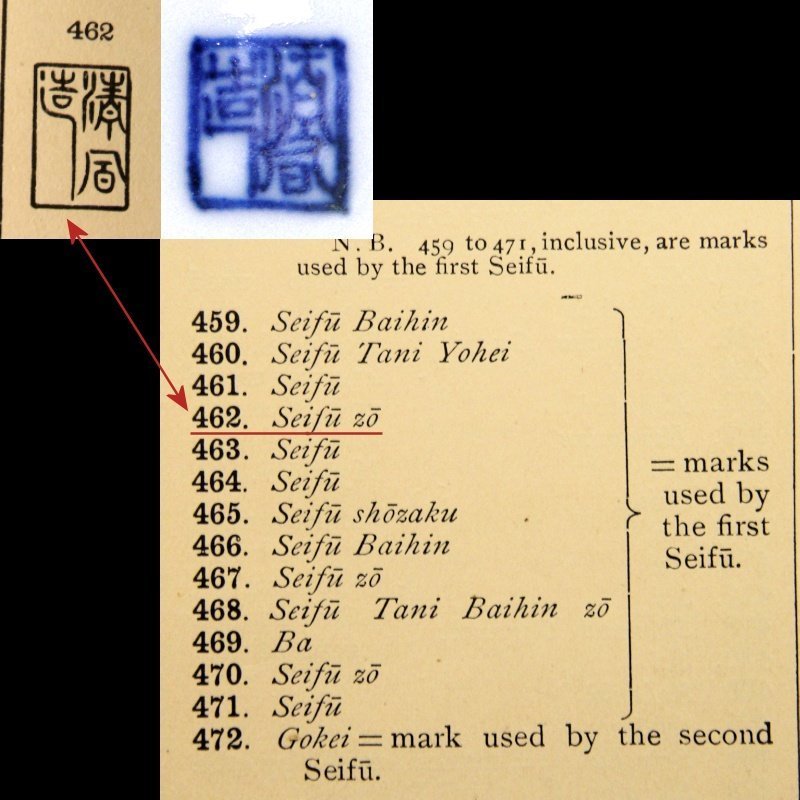 462
清風
造
清風
造
N. B. 459 to 471, inclusive, are marks
used by the first Seifū.
459. Seifū Baihin
460. Seifū Tani Yohei
461. Seifū
462. Seifū zō
463. Seifū
464. Seifū
465. Seifū shōzaku
466. Seifū Baihin
467. Seifū zō
468. Seifū Tani Baihin zō
469. Ba
470. Seifū zō
471. Seifū
= marks
used by
the first
Seifū.
472. Gokei = mark used by the second
Seifū.